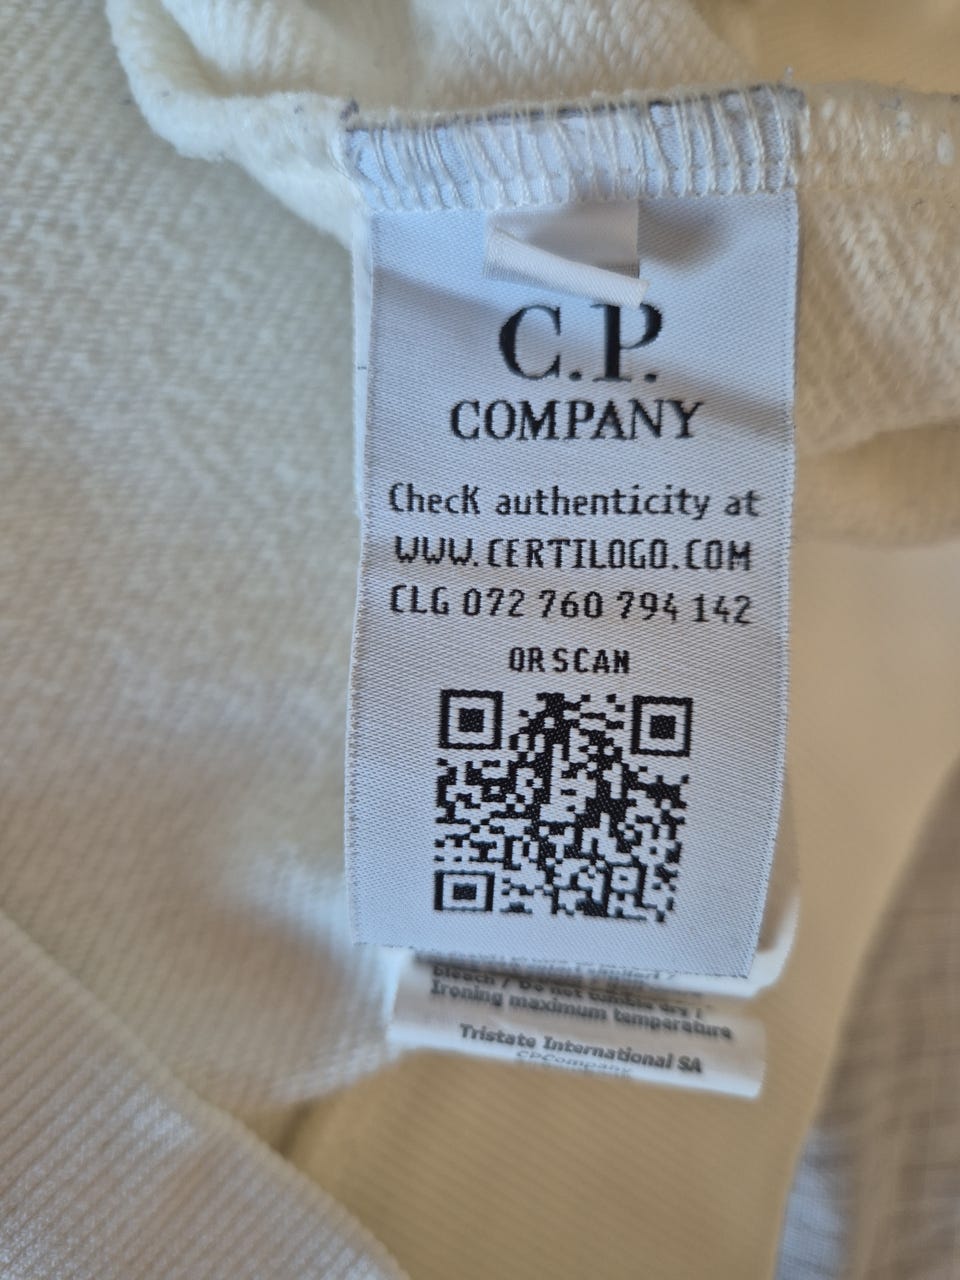 C.P.
COMPANY
Check authenticity at
WWW.CERTILOGO.COM
CLG 072 760 794 142
OR SCAN
bleach / Do not tumble dry /
Ironing maximum temperature
Tristate International SA
CPCompany